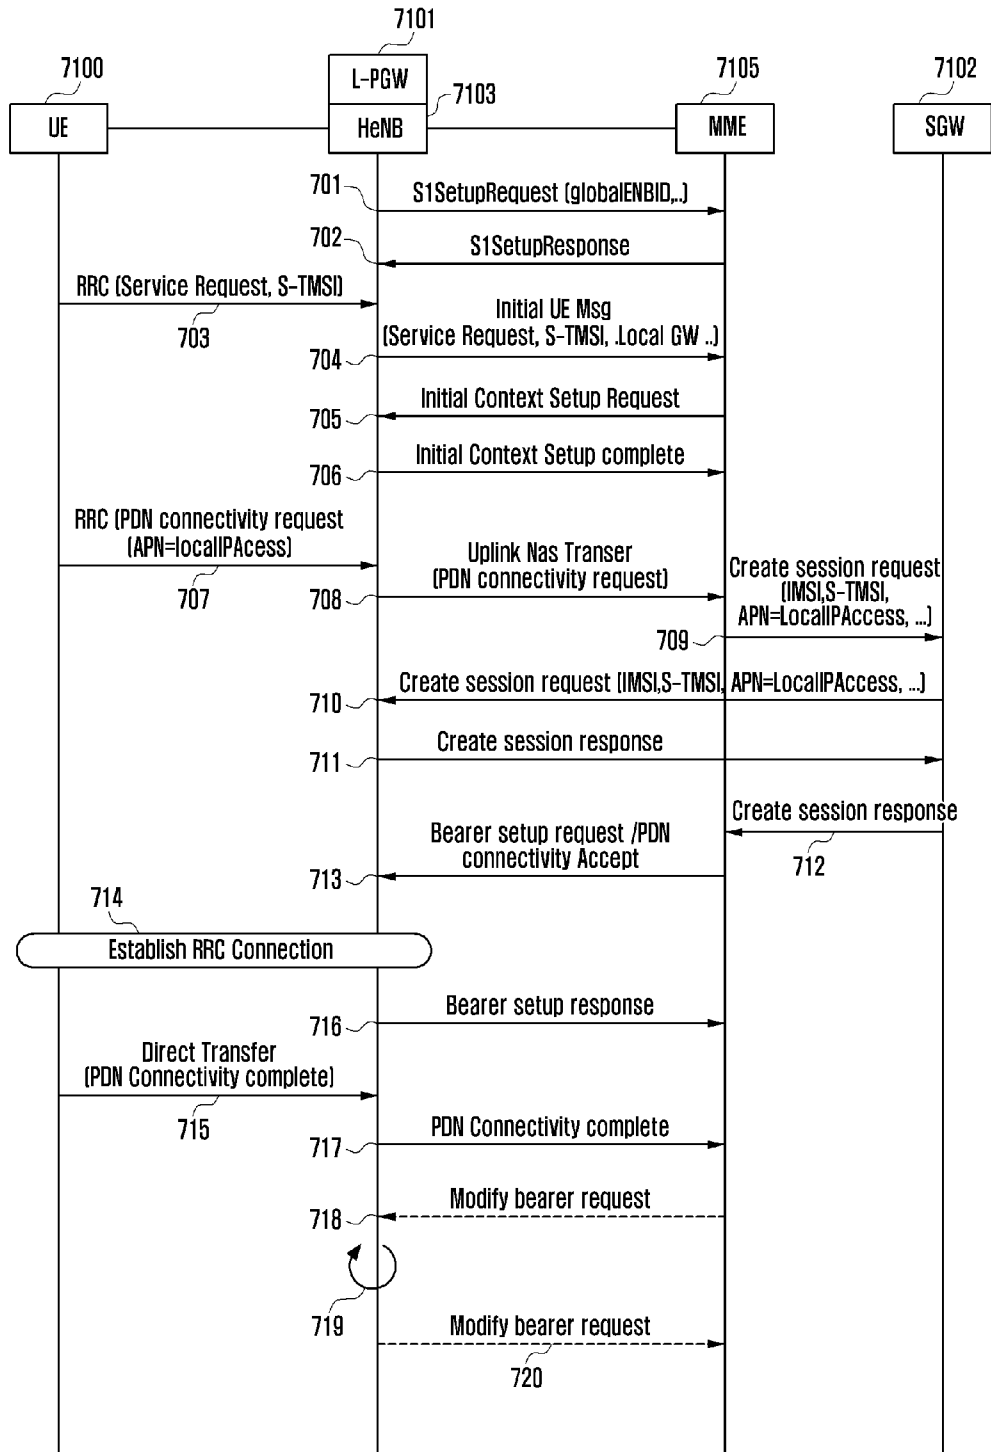 7101
7100
L-PGW
7105
7102
7103
UE
HeNB
MME
SGW
701
S1SetupRequest (globalENBID,..)
702
S1SetupResponse
RRC (Service Request, S-TMSI)
703
Initial UE Msg
(Service Request, S-TMSI, .Local GW ..)
704
Initial Context Setup Request
705
Initial Context Setup complete
706
RRC (PDN connectivity request
(APN=localIPAcess)
707
Uplink Nas Transer
(PDN connectivity request)
708
Create session request
(IMSI,S-TMSI,
APN=LocalIPAccess, ...)
709
Create session request (IMSI,S-TMSI, APN=LocalIPAccess, ...)
710
Create session response
711
Create session response
712
Bearer setup request /PDN
connectivity Accept
713
714
Establish RRC Connection
Bearer setup response
716
Direct Transfer
(PDN Connectivity complete)
715
PDN Connectivity complete
717
Modify bearer request
718
719
Modify bearer request
720